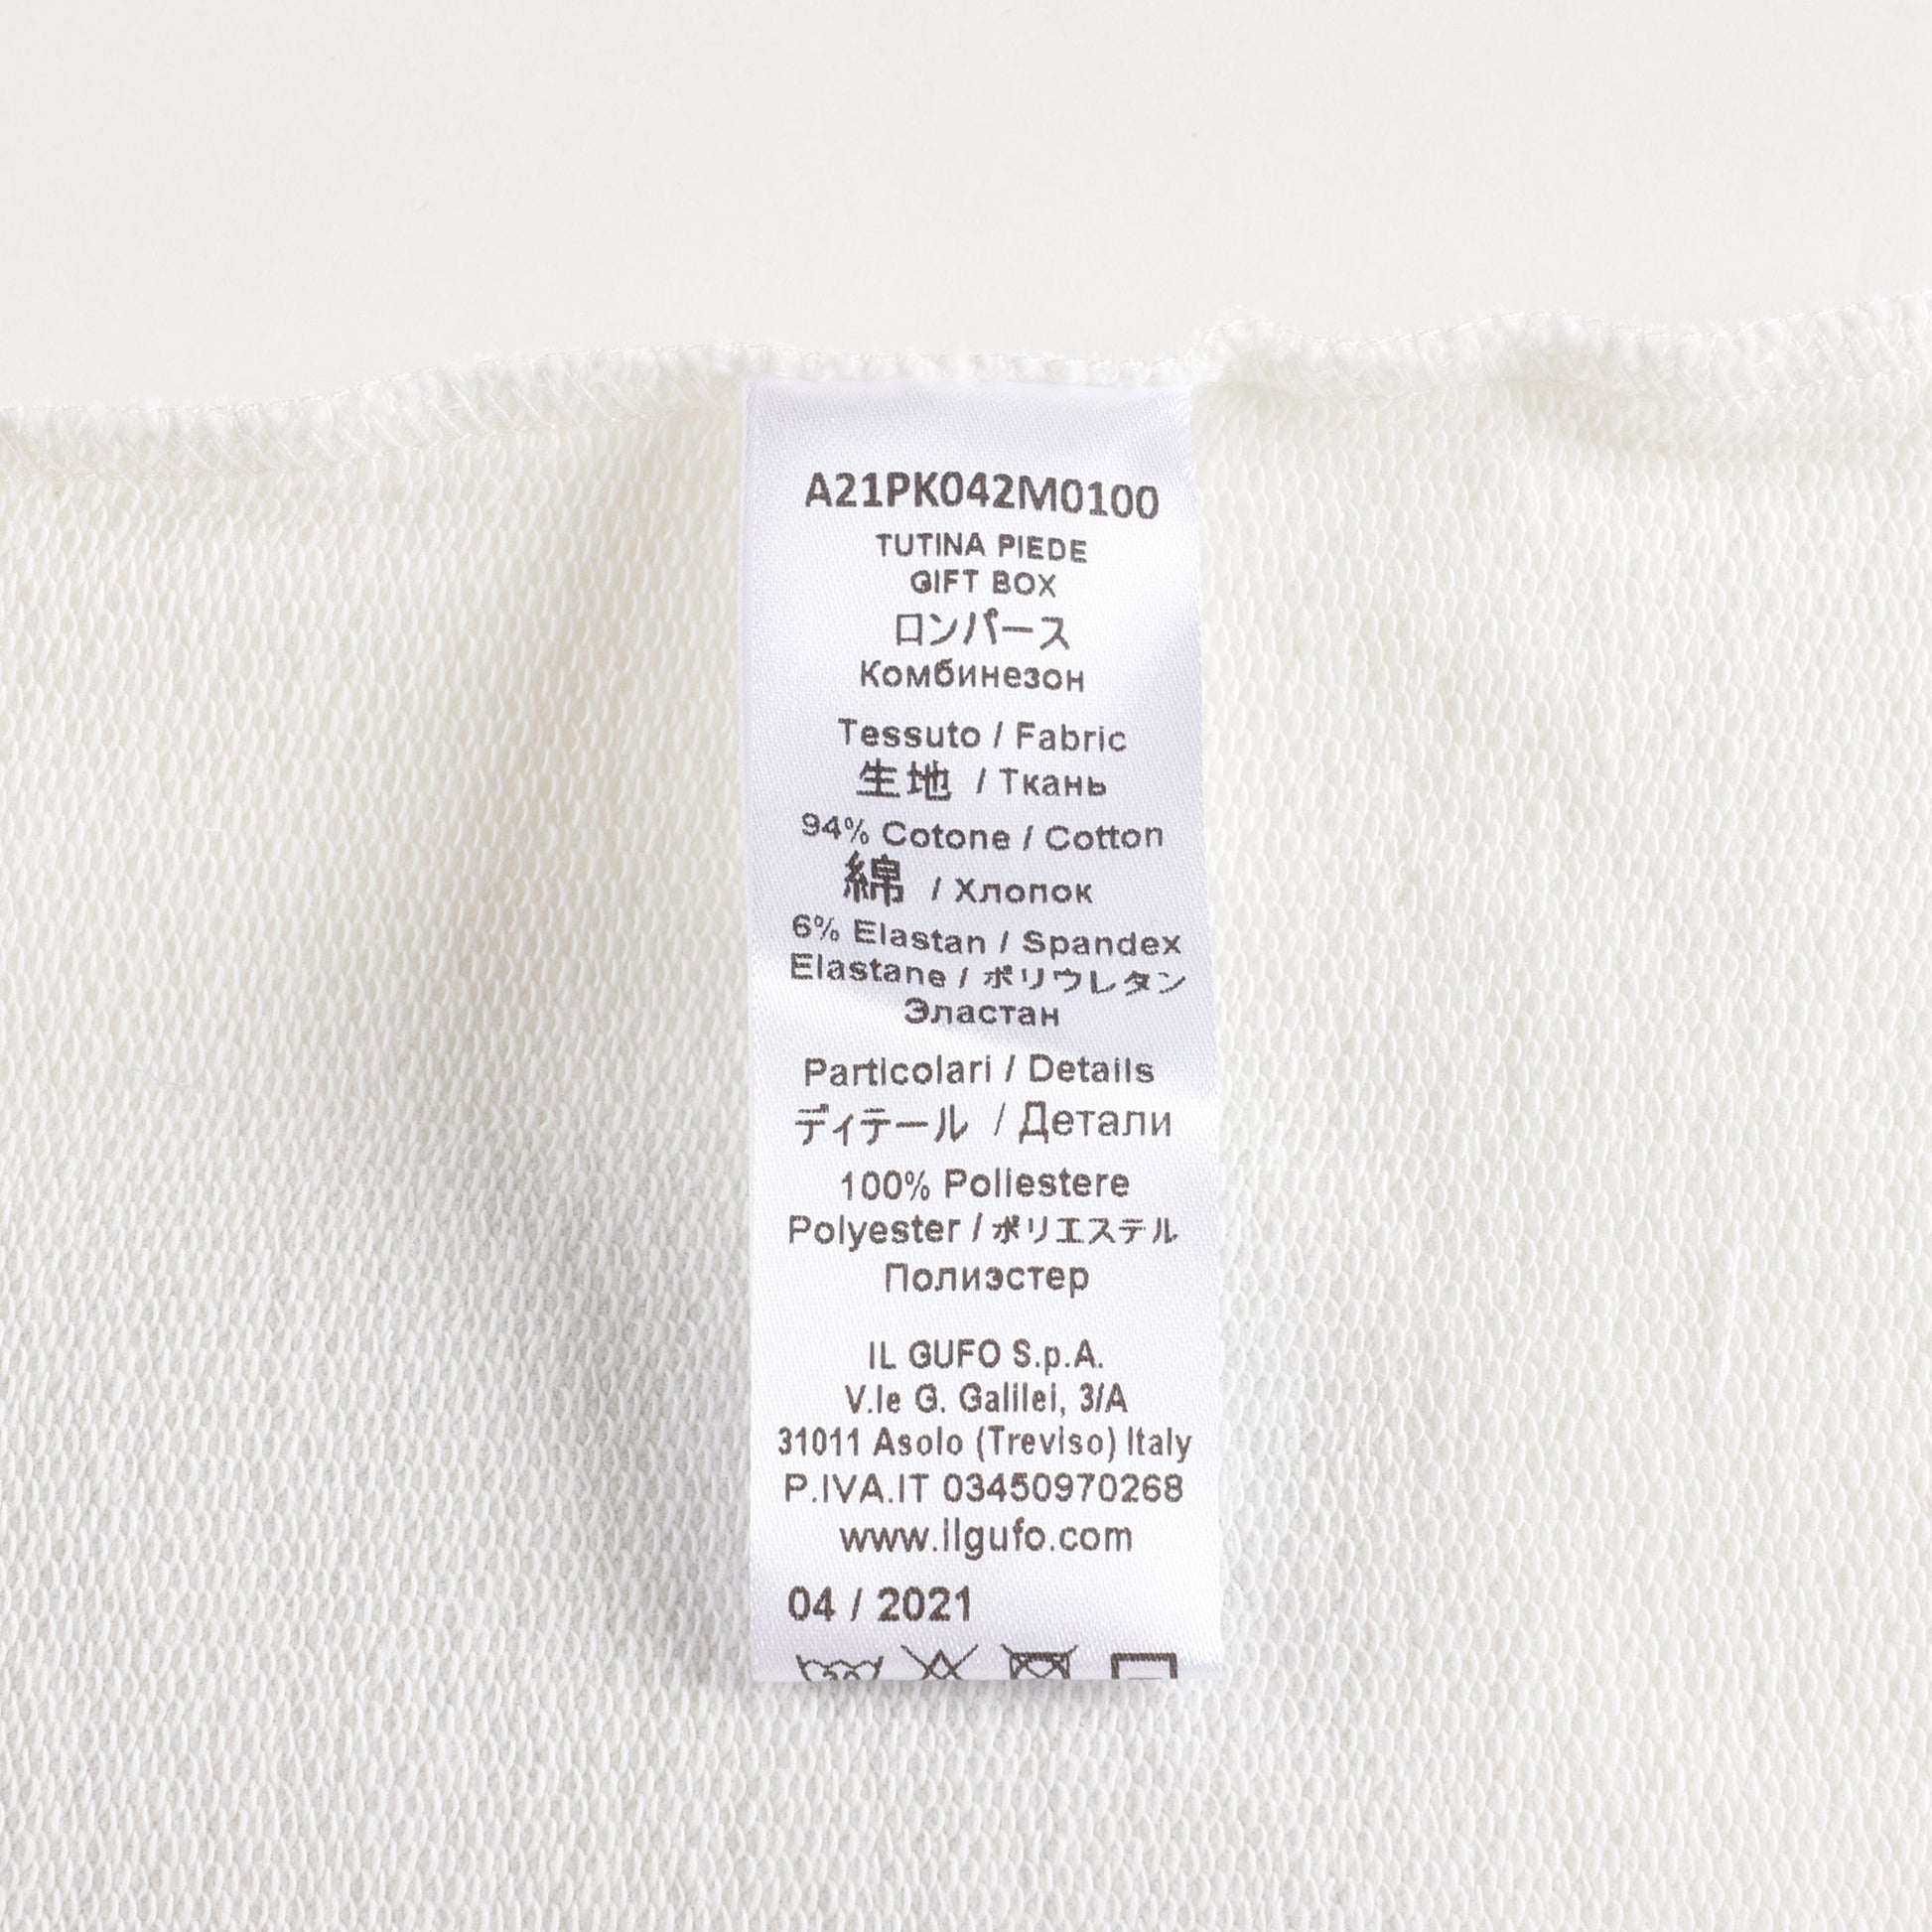 A21PK042M0100
TUTINA PIEDE
GIFT BOX
ロンパース
Комбинезон
Tessuto / Fabric
生地 / Ткань
94% Cotone / Cotton
綿 / Хлопок
6% Elastan / Spandex
Elastane / ポリウレタン
Эластан
Particolari / Details
ディテール / Детали
100% Poliestere
Polyester / ポリエステル
Полиэстер
IL GUFO S.p.A.
V.le G. Galilei, 3/A
31011 Asolo (Treviso) Italy
P.IVA.IT 03450970268
www.ilgufo.com
04 / 2021